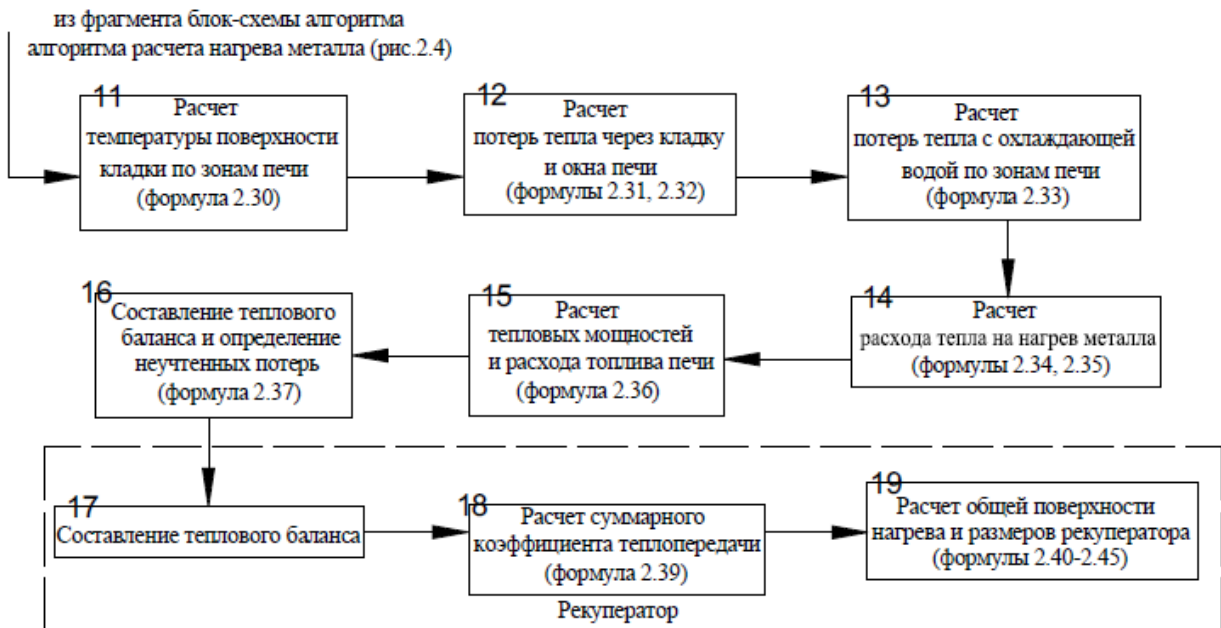 из фрагмента блок-схемы алгоритма
алгоритма расчета нагрева металла (рис.2.4)
11
Расчет
температуры поверхности
кладки по зонам печи
(формула 2.30)
12
Расчет
потерь тепла через кладку
и окна печи
(формулы 2.31, 2.32)
13
Расчет
потерь тепла с охлаждающей
водой по зонам печи
(формула 2.33)
14
Расчет
расхода тепла на нагрев металла
(формулы 2.34, 2.35)
15
Расчет
тепловых мощностей
и расхода топлива печи
(формула 2.36)
16
Составление теплового
баланса и определение
неучтенных потерь
(формула 2.37)
17
Составление теплового баланса
18
Расчет суммарного
коэффициента теплопередачи
(формула 2.39)
19
Расчет общей поверхности
нагрева и размеров рекуператора
(формулы 2.40-2.45)
Рекуператор